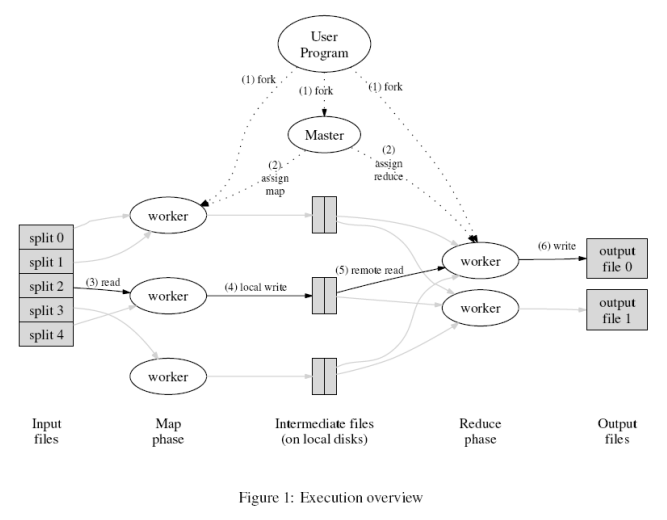 User
Program
(1) fork
(1) fork
(1) fork
Master
(2)
assign
map
(2)
assign
reduce
worker
split 0
split 1
split 2
split 3
split 4
(3) read
worker
(4) local write
(5) remote read
worker
worker
worker
(6) write
output
file 0
output
file 1
Input
files
Map
phase
Intermediate files
(on local disks)
Reduce
phase
Output
files
Figure 1: Execution overview